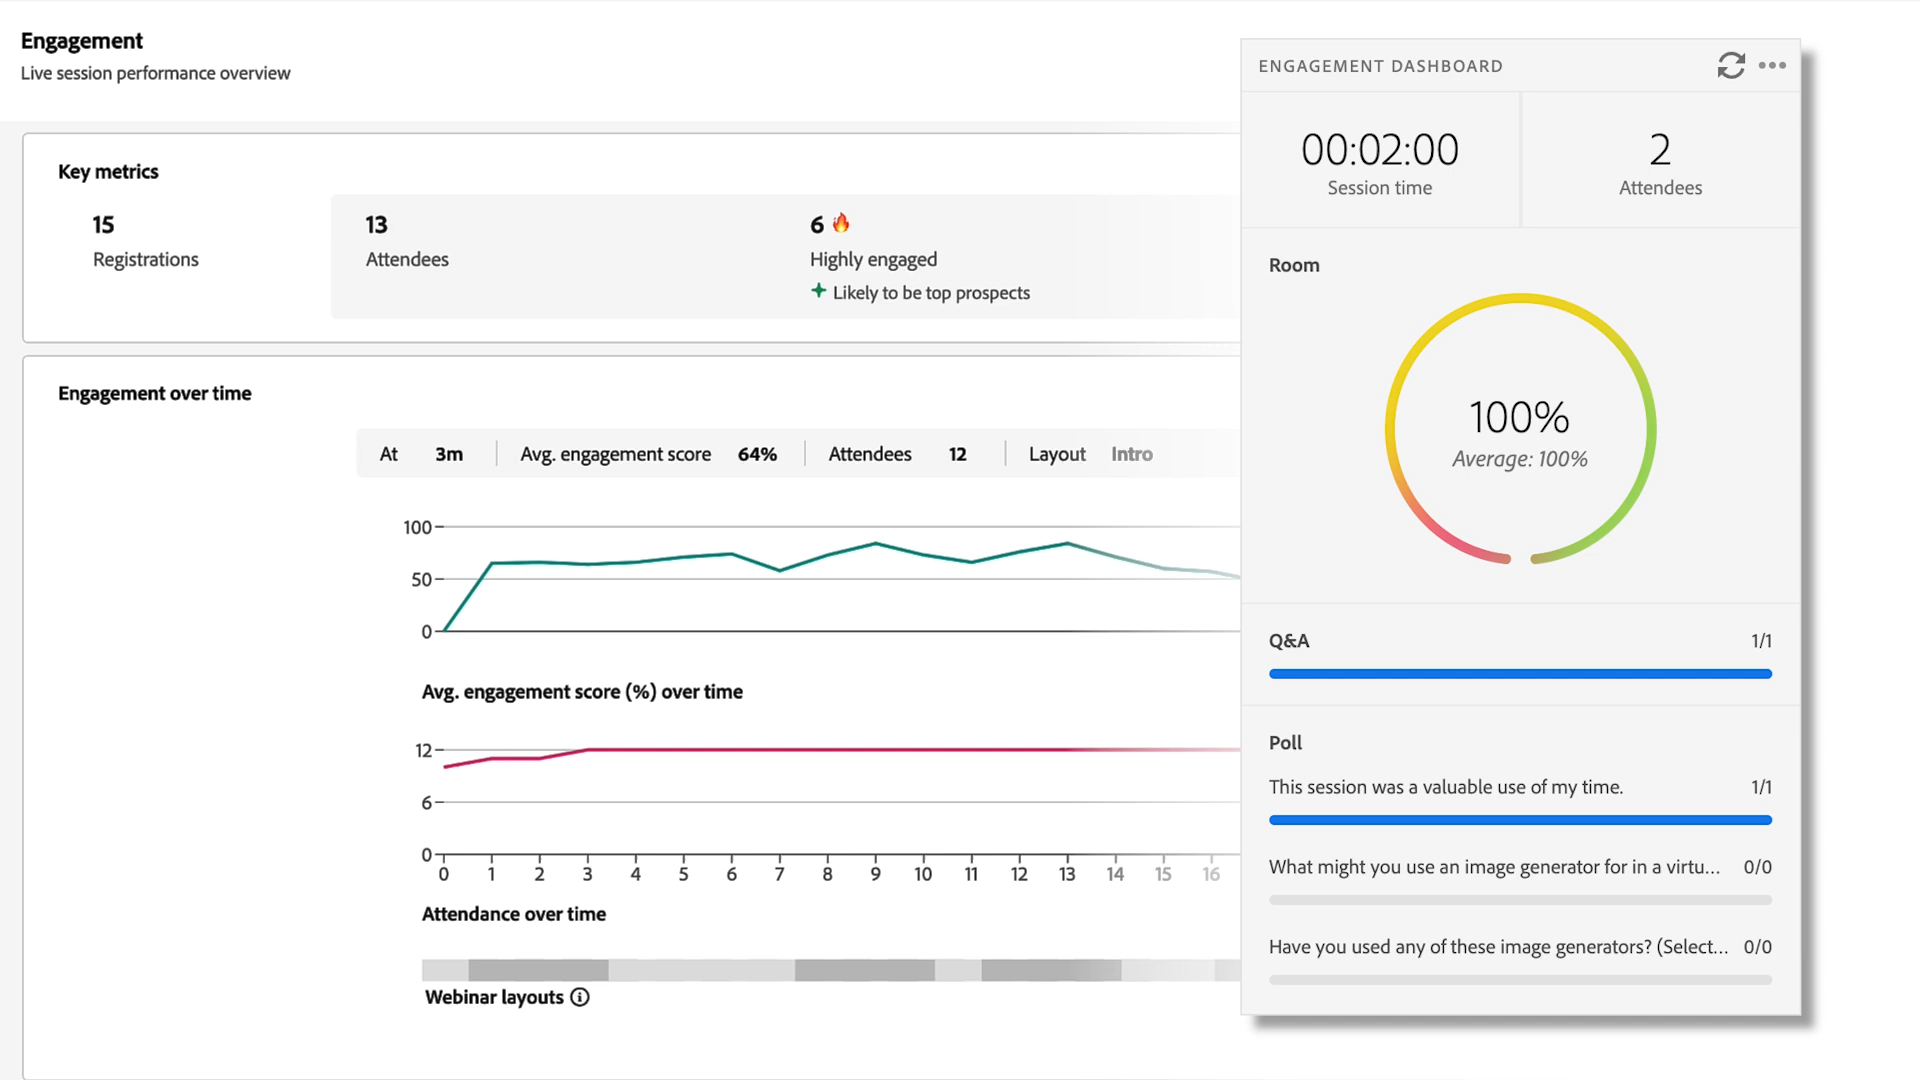 Engagement
Live session performance overview
Key metrics
15
Registrations
13
Attendees
6
Highly engaged
Likely to be top prospects
Engagement over time
At 3m Avg. engagement score 64% Attendees 12 Layout Intro
100
50
0
Avg. engagement score (%) over time
12
6
0
0 1 2 3 4 5 6 7 8 9 10 11 12 13 14 15 16
Attendance over time
Webinar layouts
ENGAGEMENT DASHBOARD
00:02:00
Session time
2
Attendees
Room
100%
Average: 100%
Q&A 1/1
Poll
This session was a valuable use of my time. 1/1
What might you use an image generator for in a virtu... 0/0
Have you used any of these image generators? (Select... 0/0